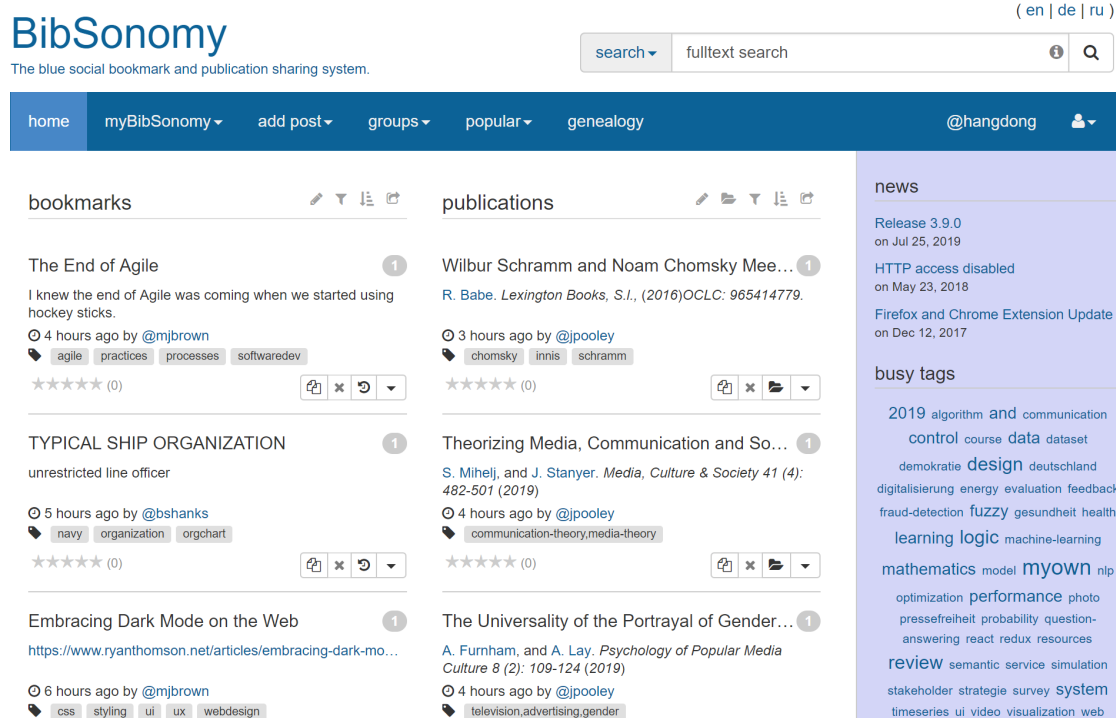 ( en | de | ru )
BibSonomy
The blue social bookmark and publication sharing system.
search fulltext search
home myBibSonomy add post groups popular genealogy @hangdong
bookmarks
The End of Agile 1
I knew the end of Agile was coming when we started using
hockey sticks.
4 hours ago by @mjbrown
agile practices processes softwaredev
(0)
TYPICAL SHIP ORGANIZATION 1
unrestricted line officer
5 hours ago by @bshanks
navy organization orgchart
(0)
Embracing Dark Mode on the Web 1
https://www.ryanthomson.net/articles/embracing-dark-mo…
6 hours ago by @mjbrown
css styling ui ux webdesign
publications
Wilbur Schramm and Noam Chomsky Mee… 1
R. Babe. Lexington Books, S.I., (2016)OCLC: 965414779.
3 hours ago by @jpooley
chomsky innis schramm
(0)
Theorizing Media, Communication and So… 1
S. Mihelj, and J. Stanyer. Media, Culture & Society 41 (4):
482-501 (2019)
4 hours ago by @jpooley
communication-theory,media-theory
(0)
The Universality of the Portrayal of Gender… 1
A. Furnham, and A. Lay. Psychology of Popular Media
Culture 8 (2): 109-124 (2019)
4 hours ago by @jpooley
television,advertising,gender
news
Release 3.9.0
on Jul 25, 2019
HTTP access disabled
on May 23, 2018
Firefox and Chrome Extension Update
on Dec 12, 2017
busy tags
2019 algorithm and communication
control course data dataset
demokratie design deutschland
digitalisierung energy evaluation feedback
fraud-detection fuzzy gesundheit health
learning logic machine-learning
mathematics model myown nlp
optimization performance photo
pressefreiheit probability question-
answering react redux resources
review semantic service simulation
stakeholder strategie survey system
timeseries ui video visualization web